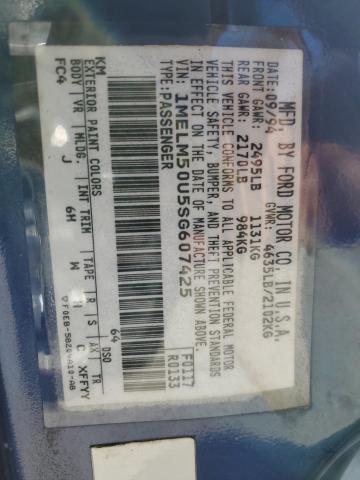 MFD. BY FORD MOTOR CO. IN U.S.A.
DATE: 09/94 GVWR: 4635LB/2102KG
FRONT GAWR: 2495LB 1131KG
REAR GAWR: 2170LB 984KG
THIS VEHICLE CONFORMS TO ALL APPLICABLE FEDERAL MOTOR
VEHICLE SAFETY, BUMPER, AND THEFT PREVENTION STANDARDS
IN EFFECT ON THE DATE OF MANUFACTURE SHOWN ABOVE.
VIN: 1MELM50U5SG607425
TYPE: PASSENGER
F0117
R0133
EXTERIOR PAINT COLORS 64 DSO
KM
BODY VR MLDG. INT TRIM TAPE R S AX TR
FC4 J 6M W C XFFYY